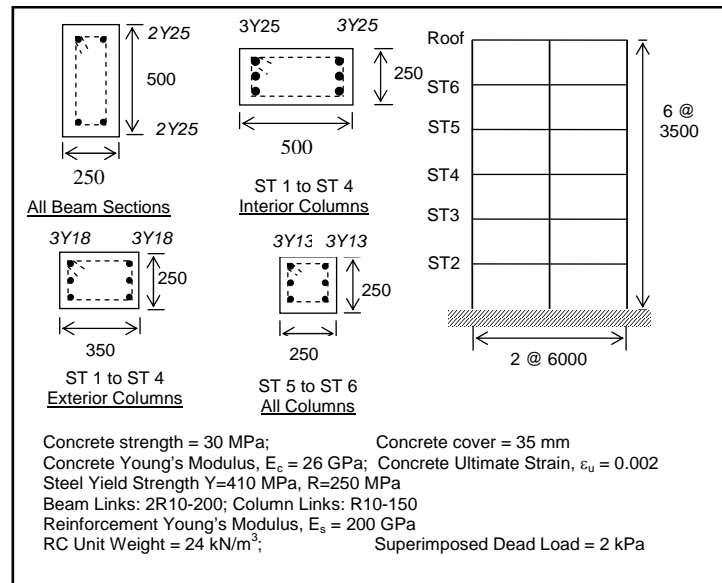 2Y25
500
2Y25
250
All Beam Sections
3Y25 3Y25
250
500
ST 1 to ST 4
Interior Columns
3Y18 3Y18
250
350
ST 1 to ST 4
Exterior Columns
3Y13 3Y13
250
250
ST 5 to ST 6
All Columns
Roof
ST6
ST5
ST4
ST3
ST2
6 @
3500
2 @ 6000
Concrete strength = 30 MPa; Concrete cover = 35 mm
Concrete Young's Modulus, E_c = 26 GPa; Concrete Ultimate Strain, ε_u = 0.002
Steel Yield Strength Y=410 MPa, R=250 MPa
Beam Links: 2R10-200; Column Links: R10-150
Reinforcement Young's Modulus, E_s = 200 GPa
RC Unit Weight = 24 kN/m³; Superimposed Dead Load = 2 kPa